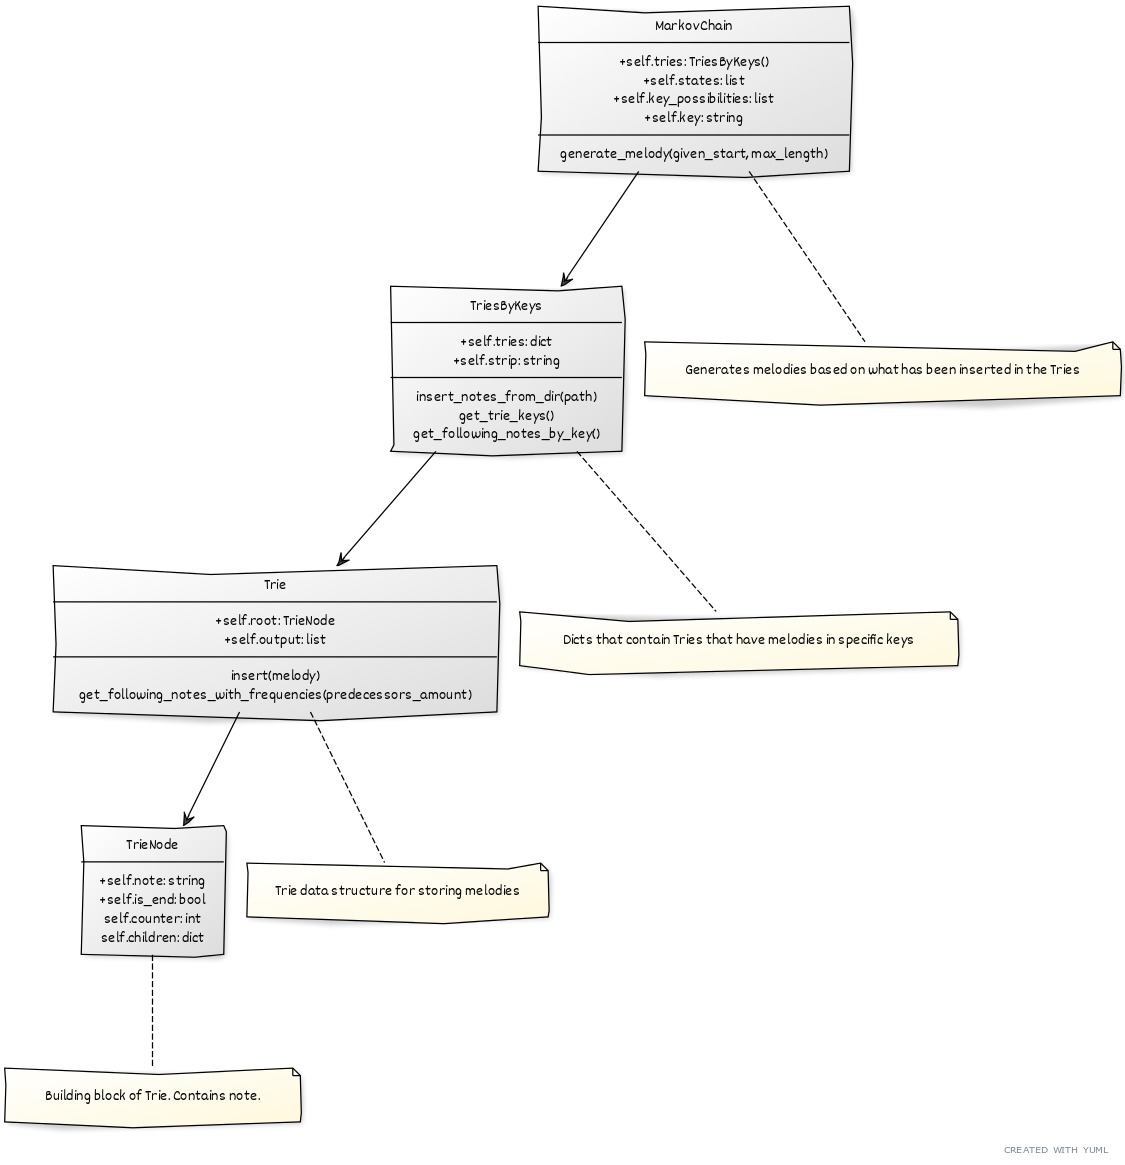 MarkovChain
+self.tries: TriesByKeys()
+self.states: list
+self.key_possibilities: list
+self.key: string
generate_melody(given_start, max_length)
TriesByKeys
+self.tries: dict
+self.strip: string
insert_notes_from_dir(path)
get_trie_keys()
get_following_notes_by_key()
Generates melodies based on what has been inserted in the Tries
Trie
+self.root: TrieNode
+self.output: list
insert(melody)
get_following_notes_with_frequencies(predecessors_amount)
Dicts that contain Tries that have melodies in specific keys
TrieNode
+self.note: string
+self.is_end: bool
self.counter: int
self.children: dict
Trie data structure for storing melodies
Building block of Trie. Contains note.
CREATED WITH YUML